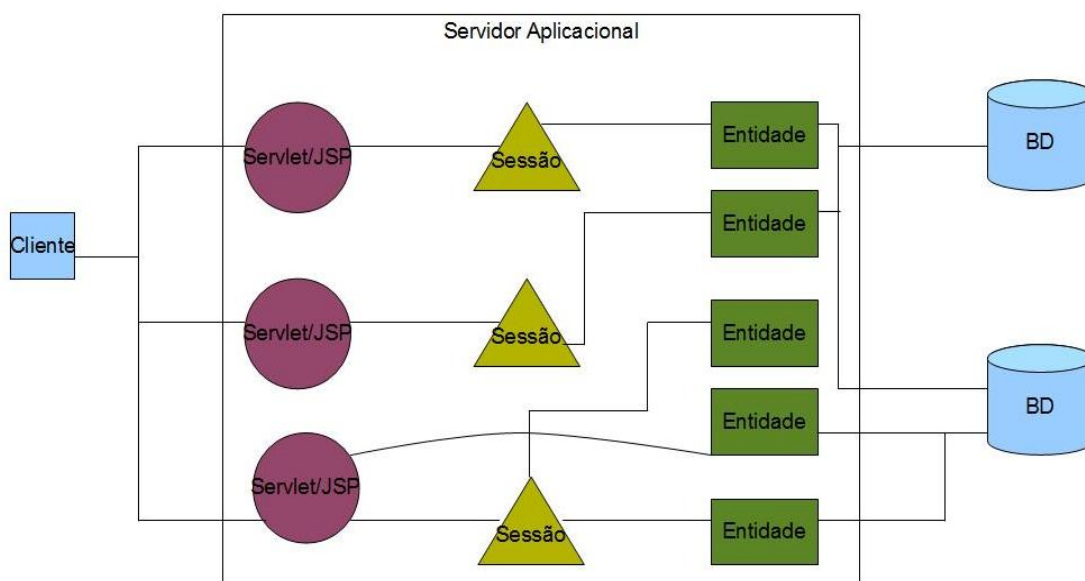 Servidor Aplicacional
Servlet/JSP
Sessão
Entidade
BD
Entidade
Cliente
Servlet/JSP
Sessão
Entidade
Entidade
BD
Servlet/JSP
Sessão
Entidade